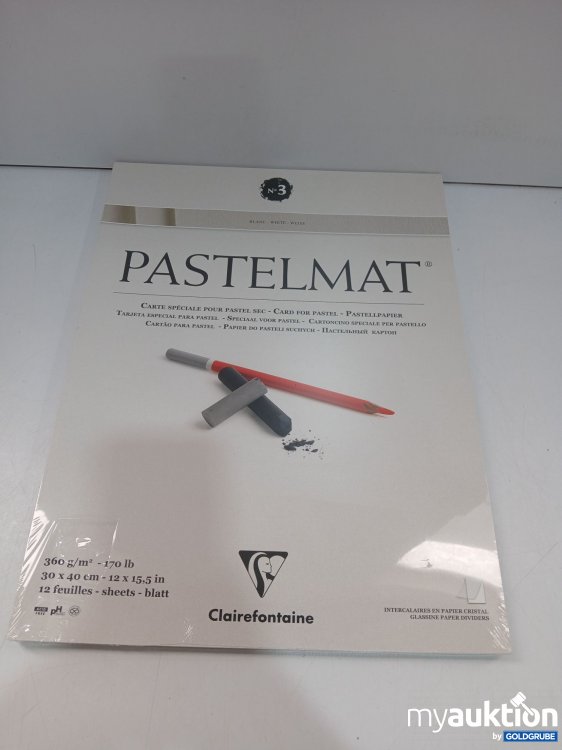 N°3
BLANC - WHITE - WEISS
PASTELMAT®
CARTE SPÉCIALE POUR PASTEL SEC - CARD FOR PASTEL - PASTELLPAPIER
TARJETA ESPECIAL PARA PASTEL - SPECIAAL VOOR PASTEL - CARTONCINO SPECIALE PER PASTELLO
CARTÃO PARA PASTEL - PAPIER DO PASTELI SUCHYCH - ПАСТЕЛЬНЫЙ КАРТОН
360 g/m² - 170 lb
30 x 40 cm - 12 x 15,5 in
12 feuilles - sheets - blatt
pH
Clairefontaine
INTERCALAIRES EN PAPIER CRISTAL
GLASSINE PAPER DIVIDERS
myauktion
by GOLDGRUBE